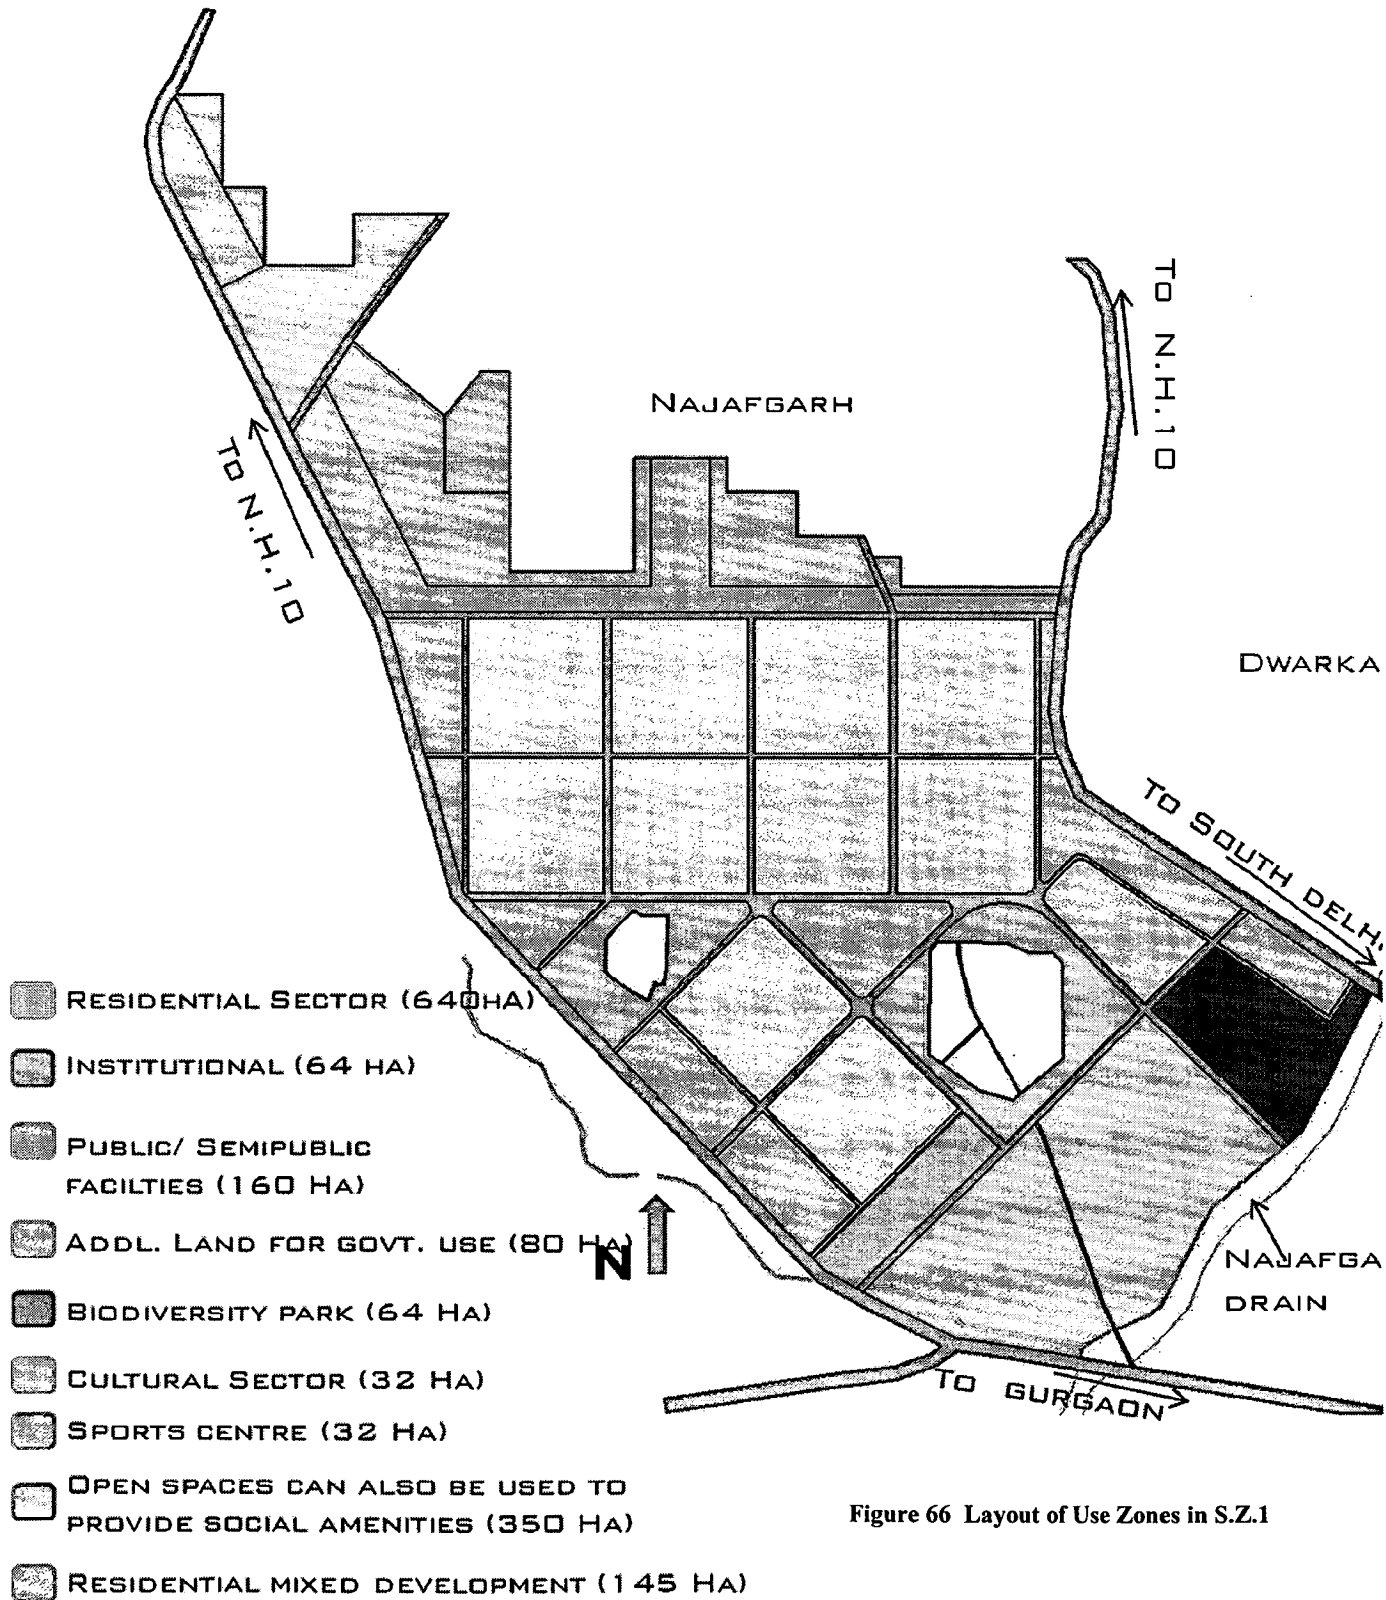 NAJAFGARH
TO N.H.10
TO N.H.10
DWARKA
TO SOUTH DELH
RESIDENTIAL SECTOR (640HA)
INSTITUTIONAL (64 HA)
PUBLIC/ SEMIPUBLIC
FACILTIES (160 HA)
ADDL. LAND FOR GOVT. USE (80 HA)
N
BIODIVERSITY PARK (64 HA)
CULTURAL SECTOR (32 HA)
SPORTS CENTRE (32 HA)
OPEN SPACES CAN ALSO BE USED TO
PROVIDE SOCIAL AMENITIES (350 HA)
RESIDENTIAL MIXED DEVELOPMENT (145 HA)
NAJAFGA
DRAIN
TO GURGAON
Figure 66 Layout of Use Zones in S.Z.1